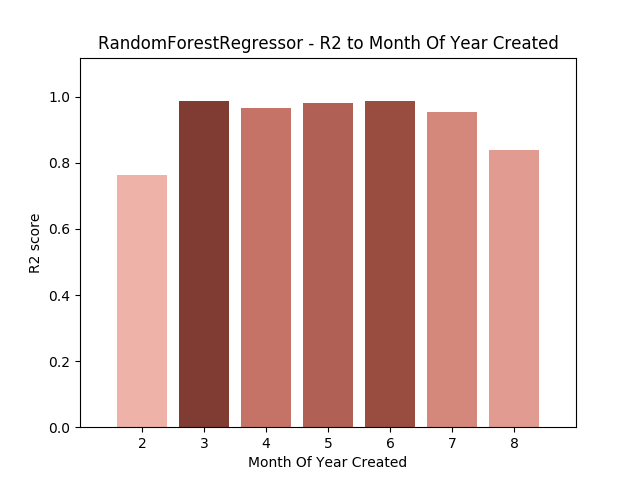 RandomForestRegressor - R2 to Month Of Year Created
1.0
0.8
0.6
0.4
0.2
0.0
R2 score
2 3 4 5 6 7 8
Month Of Year Created